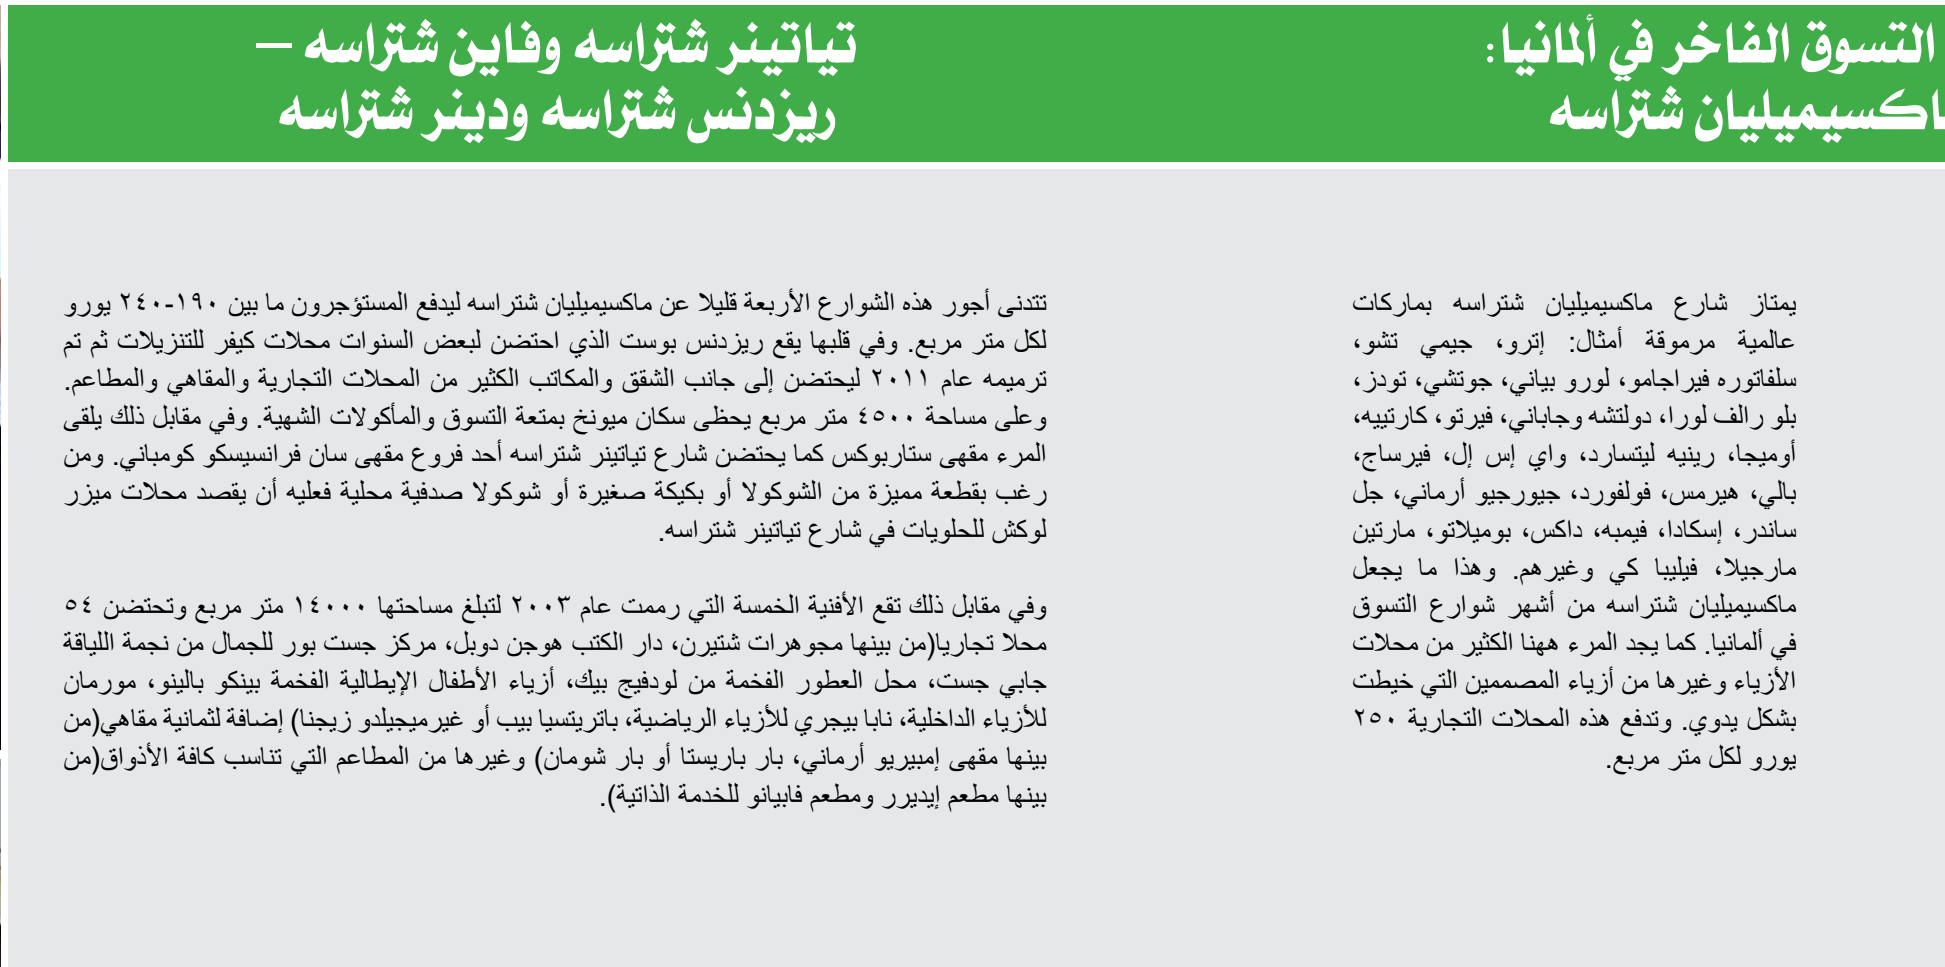 التسوق الفاخر في ألمانيا:
ماكسيميليان شتراسه
يمتاز شارع ماكسيميليان شتراسه بماركات
عالمية مرموقة أمثال: إترو، جيمي تشو،
سلفاتوره فيراجامو، لورو بياني، جوتشي، تودز،
بلو رالف لورا، دولتشه وجاباني، فيرتو، كارتييه،
أوميجا، رينيه ليتسارد، واي إس إل، فيرساج،
بالي، هيرمس، فولفورد، جيورجيو أرماني، جل
ساندر، إسكادا، فيمبه، داكس، بوميلاتو، مارتين
مارجيلا، فيليبا كي وغيرهم. وهذا ما يجعل
ماكسيميليان شتراسه من أشهر شوارع التسوق
في ألمانيا. كما يجد المرء ههنا الكثير من محلات
الأزياء وغيرها من أزياء المصممين التي خيطت
بشكل يدوي. وتدفع هذه المحلات التجارية ٢٥٠
يورو لكل متر مربع.
تياتينر شتراسه وفاين شتراسه –
ريزدنس شتراسه ودينر شتراسه
تتدنى أجور هذه الشوارع الأربعة قليلا عن ماكسيميليان شتراسه ليدفع المستؤجرون ما بين ١٩٠-٢٤٠ يورو
لكل متر مربع. وفي قلبها يقع ريزدنس بوست الذي احتضن لبعض السنوات محلات كيفر للتنزيلات ثم تم
ترميمه عام ٢٠١١ ليحتضن إلى جانب الشقق والمكاتب الكثير من المحلات التجارية والمقاهي والمطاعم.
وعلى مساحة ٤٥٠٠ متر مربع يحظى سكان ميونخ بمتعة التسوق والمأكولات الشهية. وفي مقابل ذلك يلقى
المرء مقهى ستاربوكس كما يحتضن شارع تياتينر شتراسه أحد فروع مقهى سان فرانسيسكو كومباني. ومن
رغب بقطعة مميزة من الشوكولا أو بكيكة صغيرة أو شوكولا صدفية محلية فعليه أن يقصد محلات ميزر
لوكش للحلويات في شارع تياتينر شتراسه.
وفي مقابل ذلك تقع الأفنية الخمسة التي رممت عام ٢٠٠٣ لتبلغ مساحتها ١٤٠٠٠ متر مربع وتحتضن ٥٤
محلا تجاريا(من بينها مجوهرات شتيرن، دار الكتب هوجن دوبل، مركز جست بور للجمال من نجمة اللياقة
جابي جست، محل العطور الفخمة من لودفيج بيك، أزياء الأطفال الإيطالية الفخمة بينكو بالينو، مورمان
للأزياء الداخلية، نابا بيجري للأزياء الرياضية، باتريتسيا بيب أو غيرميجيلدو زيجنا) إضافة لثمانية مقاهي(من
بينها مقهى إمبيريو أرماني، بار باريستا أو بار شومان) وغيرها من المطاعم التي تناسب كافة الأذواق(من
بينها مطعم إيديرر ومطعم فابيانو للخدمة الذاتية).